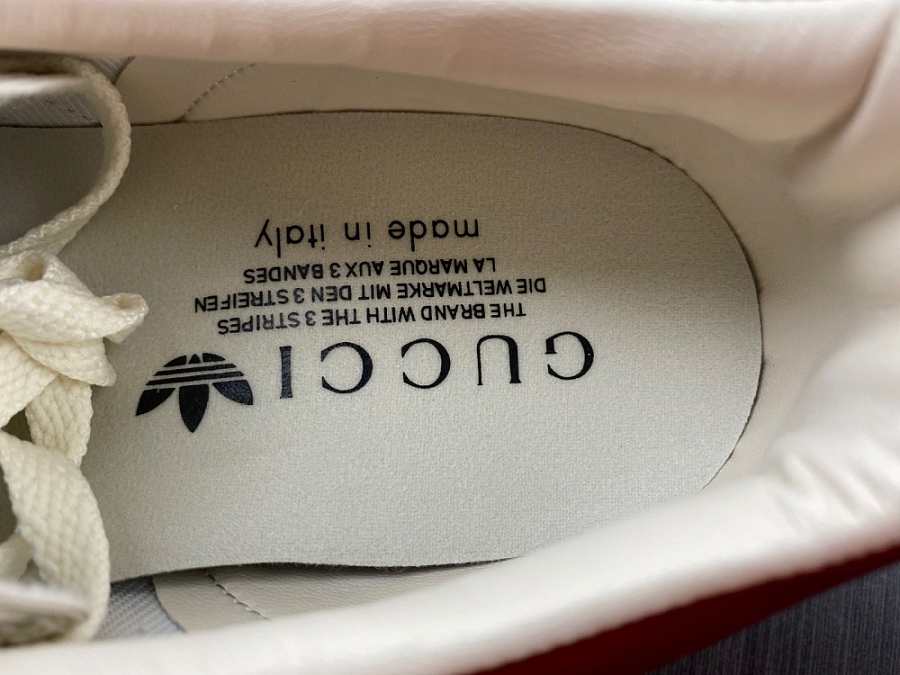 GUCCI
THE BRAND WITH THE 3 STRIPES
DIE WELTMARKE MIT DEN 3 STREIFEN
LA MARQUE AUX 3 BANDES
made in italy